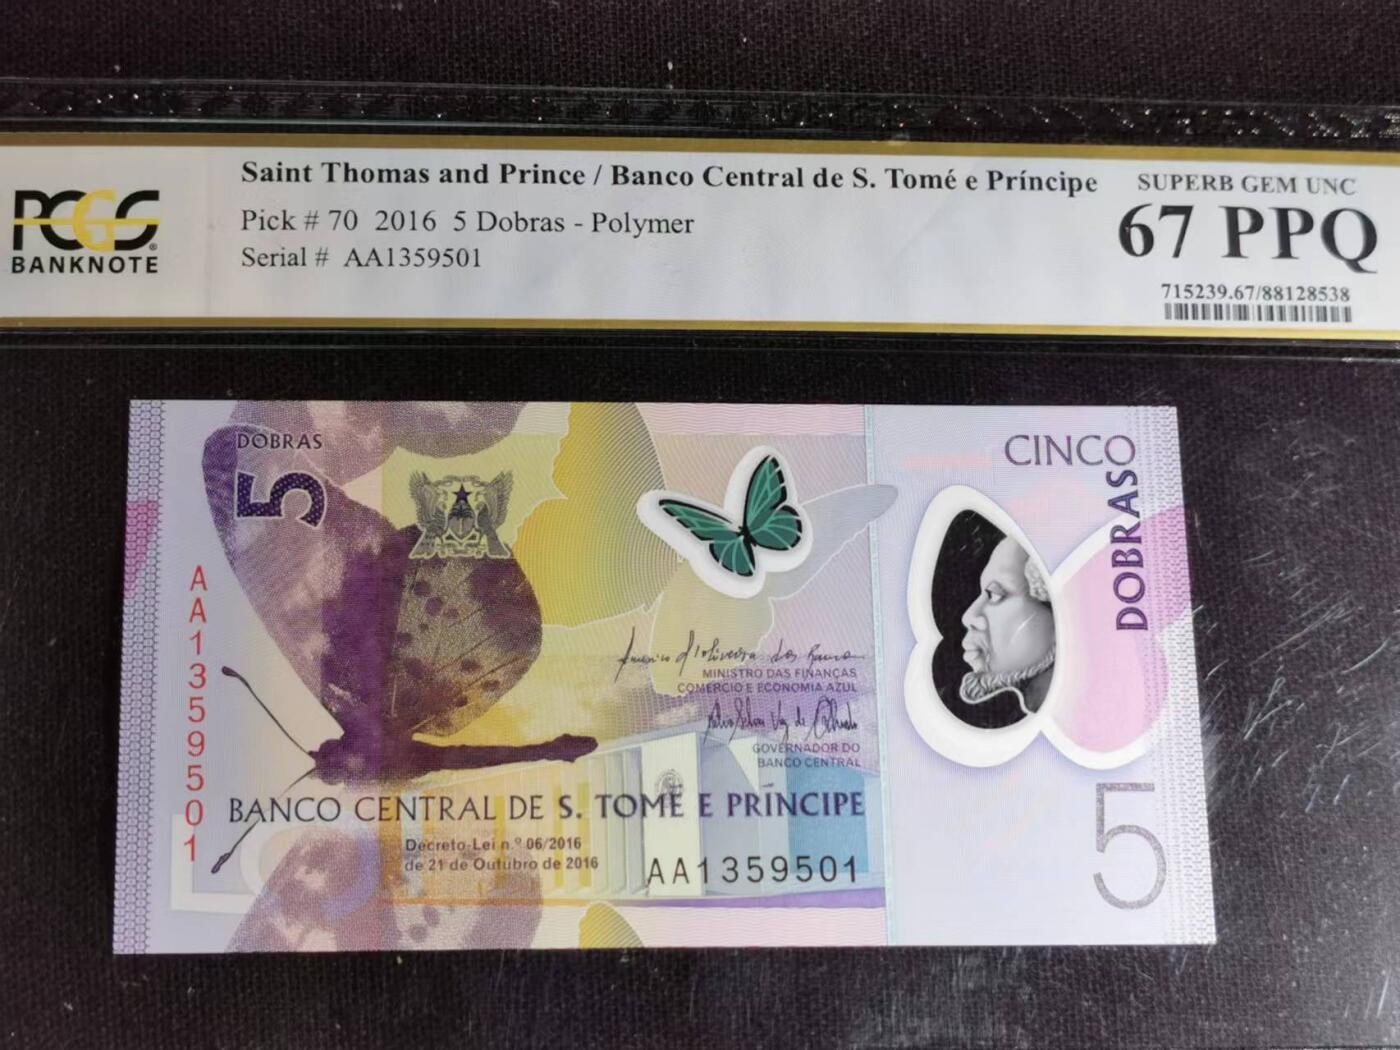 PCGS
BANKNOTE
Saint Thomas and Prince / Banco Central de S. Tomé e Príncipe
Pick # 70 2016 5 Dobras - Polymer
Serial # AA1359501
SUPERB GEM UNC
67 PPQ
715239.67/88128538
DOBRAS
5
CINCO
DOBRAS
AA1359501
MINISTRO DAS FINANÇAS
COMERCIO E ECONOMIA AZUL
GOVERNADOR DO
BANCO CENTRAL
BANCO CENTRAL DE S. TOMÉ E PRÍNCIPE
Decreto-Lei n.º 06/2016
de 21 de Outubro de 2016
AA1359501
5